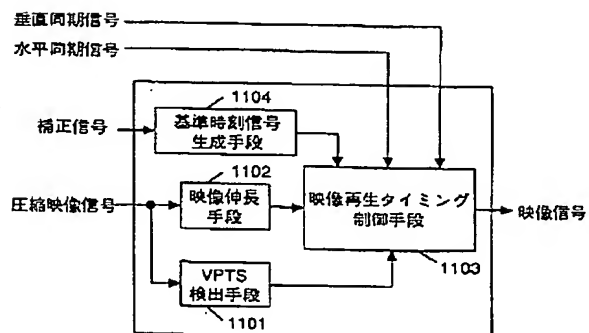 垂直同期信号
水平同期信号
1104
補正信号
基準時刻信号
生成手段
1102
圧縮映像信号
映像伸長
手段
映像再生タイミング
制御手段
映像信号
1103
VPTS
検出手段
1101